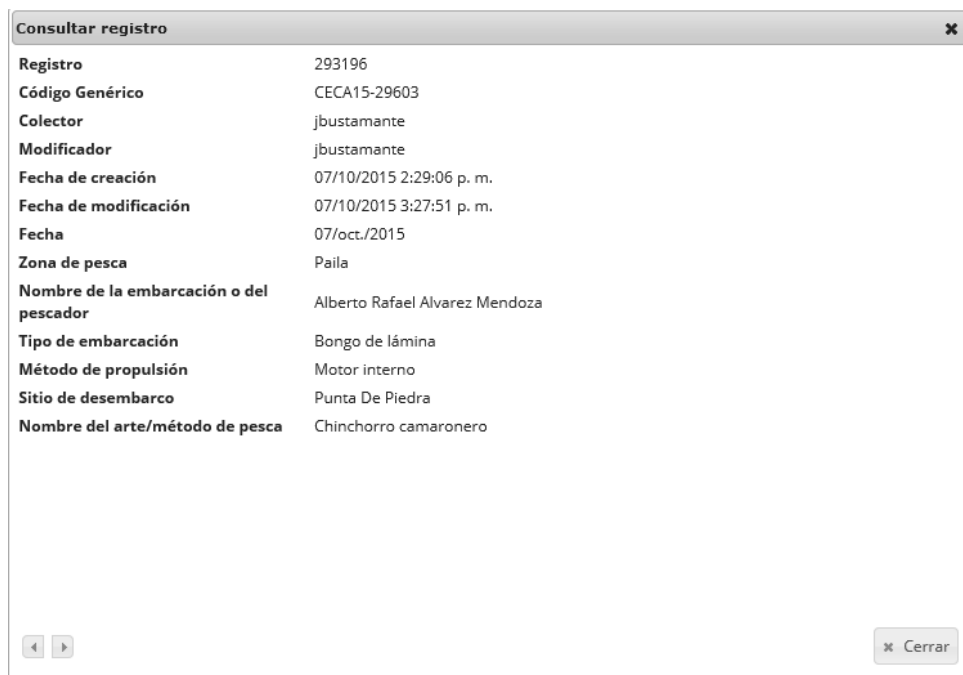 Consultar registro
Registro 293196
Código Genérico CECA15-29603
Colector jbustamante
Modificador jbustamante
Fecha de creación 07/10/2015 2:29:06 p. m.
Fecha de modificación 07/10/2015 3:27:51 p. m.
Fecha 07/oct./2015
Zona de pesca Paila
Nombre de la embarcación o del
pescador Alberto Rafael Alvarez Mendoza
Tipo de embarcación Bongo de lámina
Método de propulsión Motor interno
Sitio de desembarco Punta De Piedra
Nombre del arte/método de pesca Chinchorro camaronero
Cerrar